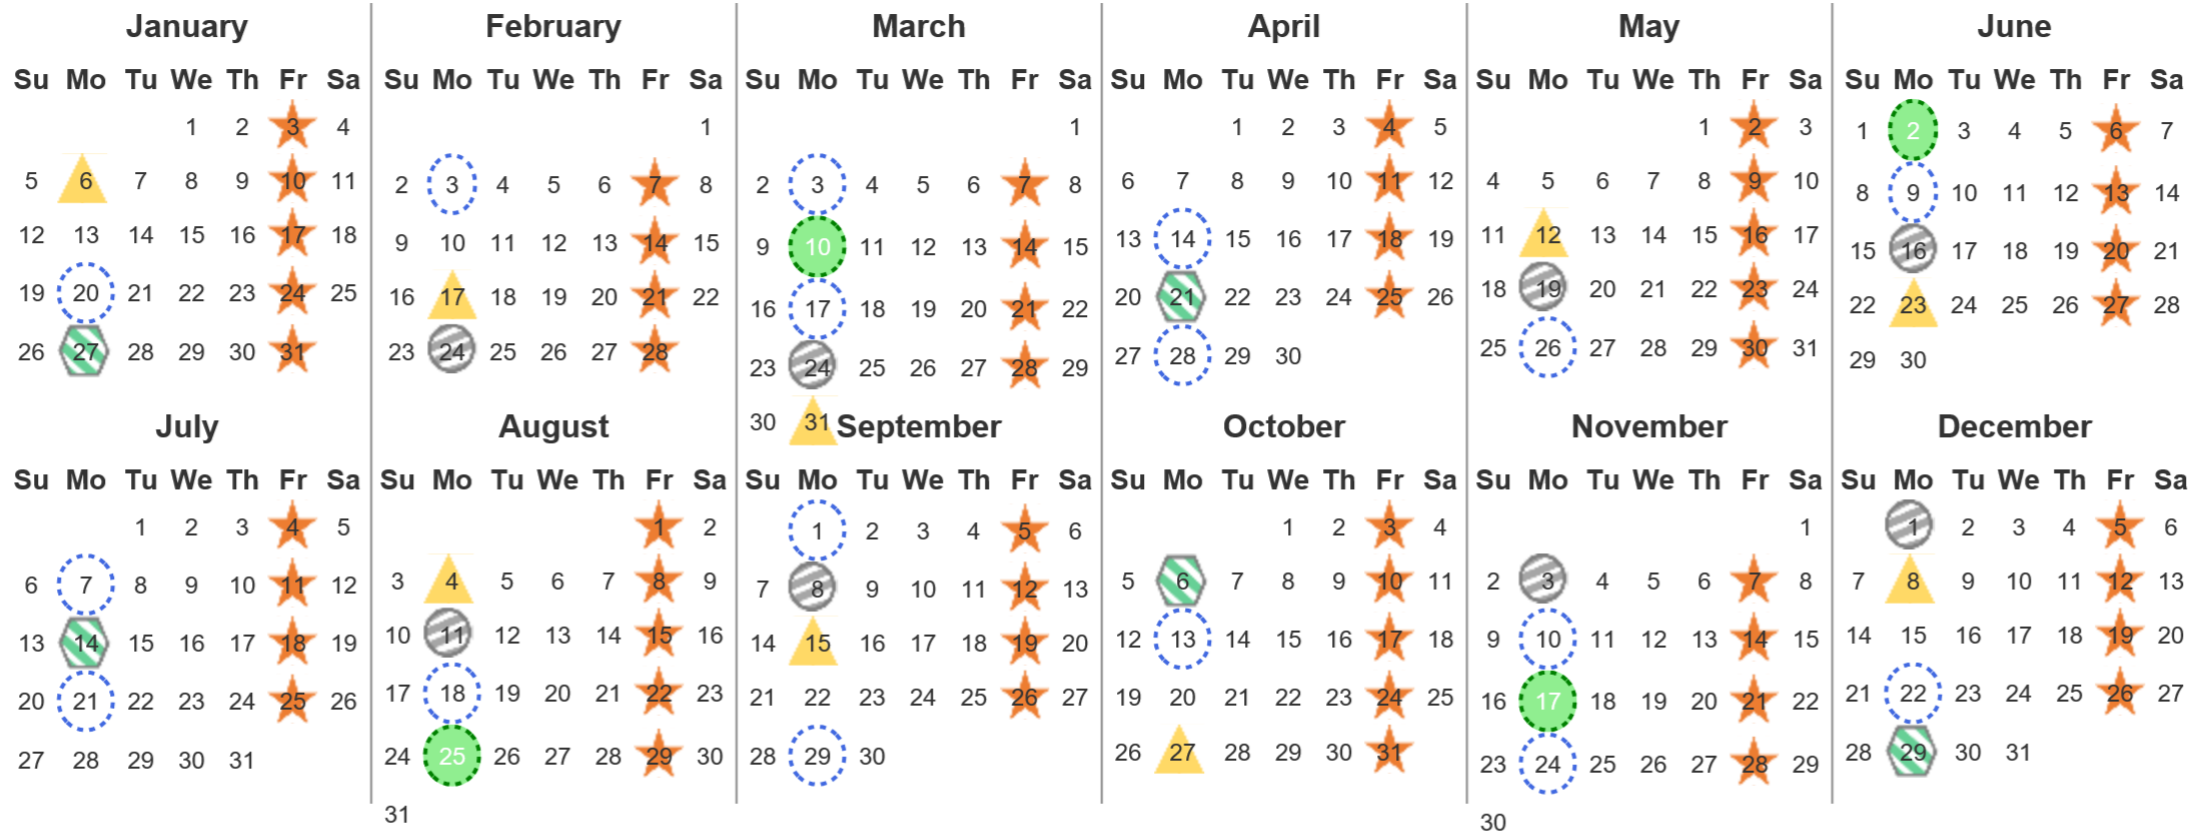 January February March April May June
Su Mo Tu We Th Fr Sa Su Mo Tu We Th Fr Sa Su Mo Tu We Th Fr Sa Su Mo Tu We Th Fr Sa Su Mo Tu We Th Fr Sa Su Mo Tu We Th Fr Sa
1 2 3 4 1 1 1 2 3 4 5 1 2 3 1 2 3 4 5 6 7
5 6 7 8 9 10 11 2 3 4 5 6 7 8 2 3 4 5 6 7 8 6 7 8 9 10 11 12 4 5 6 7 8 9 10 8 9 10 11 12 13 14
12 13 14 15 16 17 18 9 10 11 12 13 14 15 9 10 11 12 13 14 15 13 14 15 16 17 18 19 11 12 13 14 15 16 17 15 16 17 18 19 20 21
19 20 21 22 23 24 25 16 17 18 19 20 21 22 16 17 18 19 20 21 22 20 21 22 23 24 25 26 18 19 20 21 22 23 24 22 23 24 25 26 27 28
26 27 28 29 30 31 23 24 25 26 27 28 23 24 25 26 27 28 29 27 28 29 30 25 26 27 28 29 30 31 29 30
30 31
July August September October November December
Su Mo Tu We Th Fr Sa Su Mo Tu We Th Fr Sa Su Mo Tu We Th Fr Sa Su Mo Tu We Th Fr Sa Su Mo Tu We Th Fr Sa Su Mo Tu We Th Fr Sa
1 2 3 4 5 1 2 1 2 3 4 5 6 1 2 3 4 1 1 2 3 4 5 6
6 7 8 9 10 11 12 3 4 5 6 7 8 9 7 8 9 10 11 12 13 5 6 7 8 9 10 11 2 3 4 5 6 7 8 7 8 9 10 11 12 13
13 14 15 16 17 18 19 10 11 12 13 14 15 16 14 15 16 17 18 19 20 12 13 14 15 16 17 18 9 10 11 12 13 14 15 14 15 16 17 18 19 20
20 21 22 23 24 25 26 17 18 19 20 21 22 23 21 22 23 24 25 26 27 19 20 21 22 23 24 25 16 17 18 19 20 21 22 21 22 23 24 25 26 27
27 28 29 30 31 24 25 26 27 28 29 30 28 29 30 26 27 28 29 30 31 23 24 25 26 27 28 29 28 29 30 31
31 30